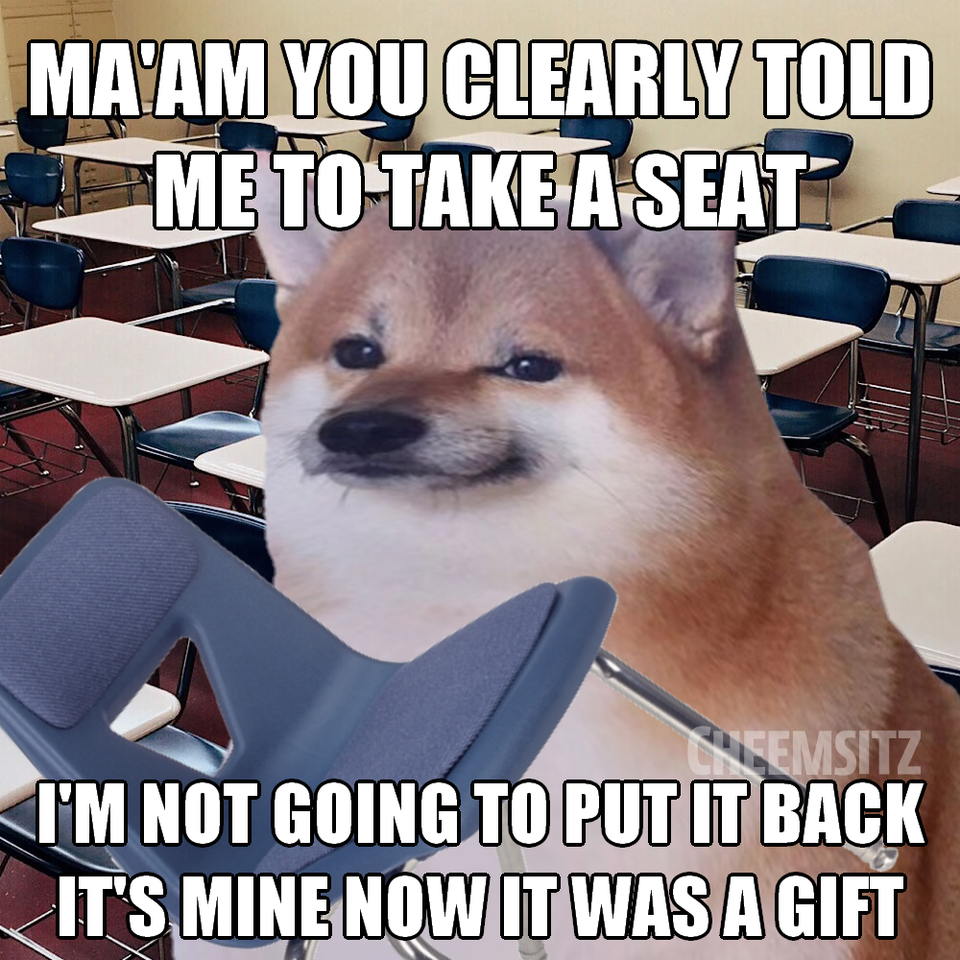 MA'AM YOU CLEARLY TOLD
ME TO TAKE A SEAT
CHEEMSITZ
I'M NOT GOING TO PUT IT BACK
IT'S MINE NOW IT WAS A GIFT